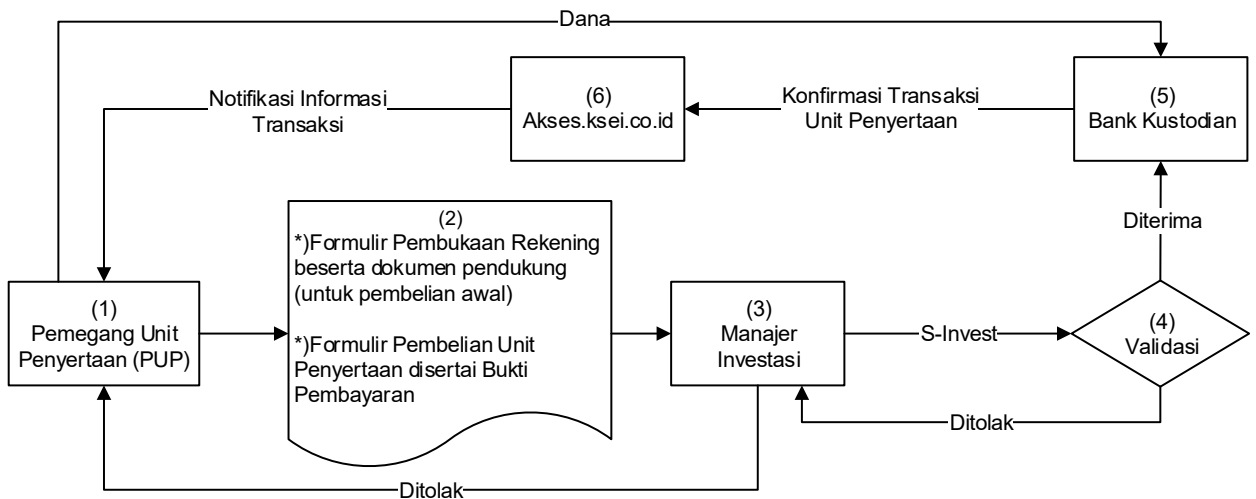 Dana
Notifikasi Informasi
Transaksi
(6)
Akses.ksei.co.id
Konfirmasi Transaksi
Unit Penyertaan
(5)
Bank Kustodian
(1)
Pemegang Unit
Penyertaan (PUP)
(2)
*)Formulir Pembukaan Rekening
beserta dokumen pendukung
(untuk pembelian awal)
*)Formulir Pembelian Unit
Penyertaan disertai Bukti
Pembayaran
(3)
Manajer
Investasi
S-Invest
Diterima
(4)
Validasi
Ditolak
Ditolak